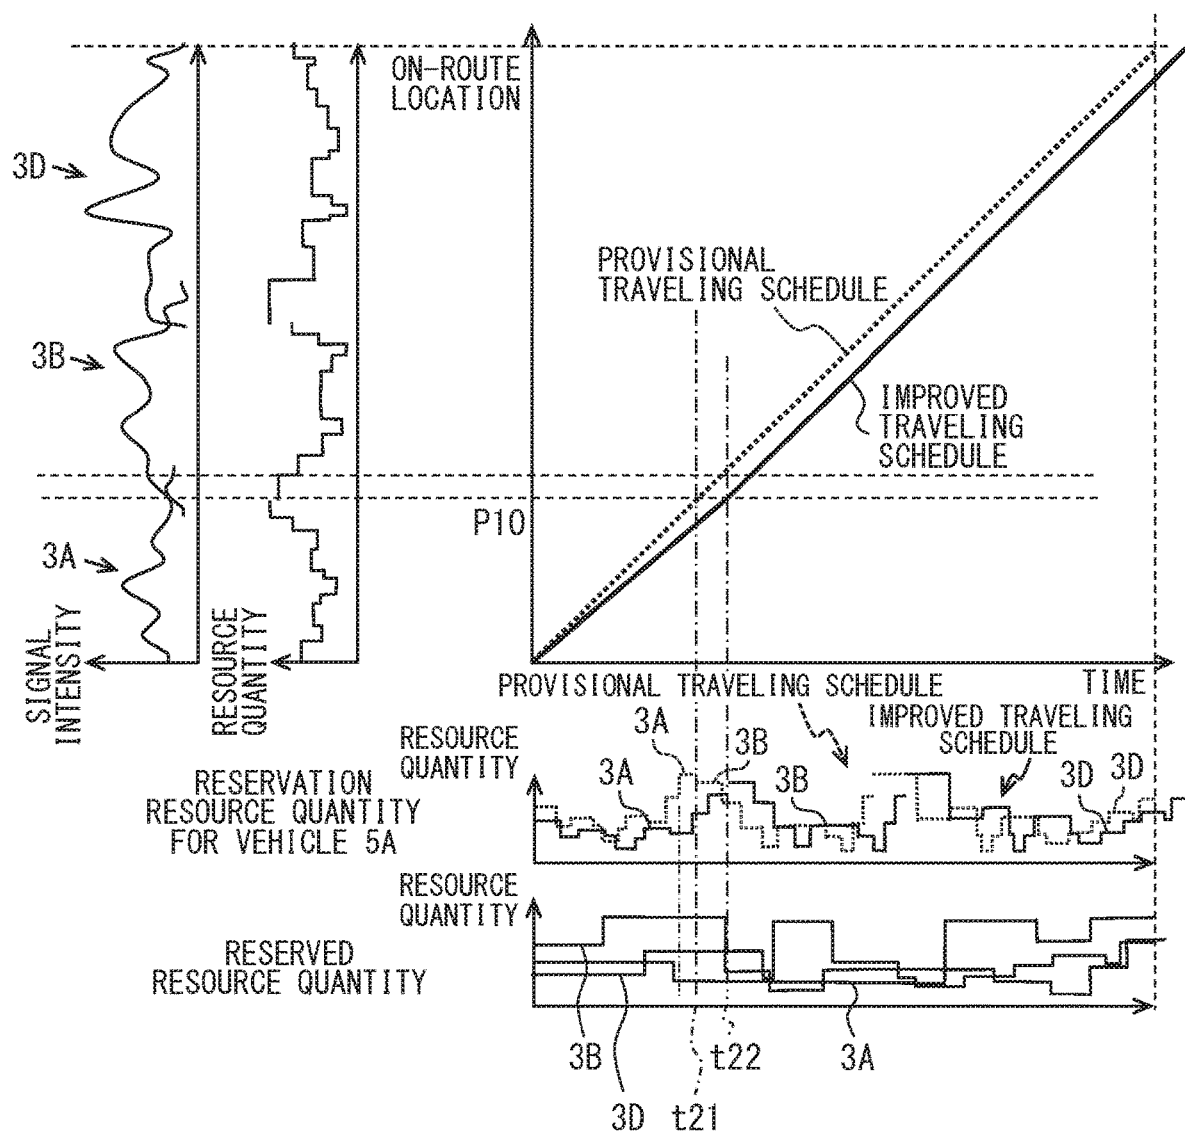 ON-ROUTE
LOCATION
3D
PROVISIONAL
TRAVELING SCHEDULE
3B
IMPROVED
TRAVELING
SCHEDULE
P10
3A
SIGNAL
INTENSITY
RESOURCE
QUANTITY
TIME
PROVISIONAL TRAVELING SCHEDULE
IMPROVED TRAVELING
SCHEDULE
RESOURCE
QUANTITY
3A
3B
3A
3B
3D
3D
RESERVATION
RESOURCE QUANTITY
FOR VEHICLE 5A
RESOURCE
QUANTITY
RESERVED
RESOURCE QUANTITY
3B
t22
3A
3D
t21